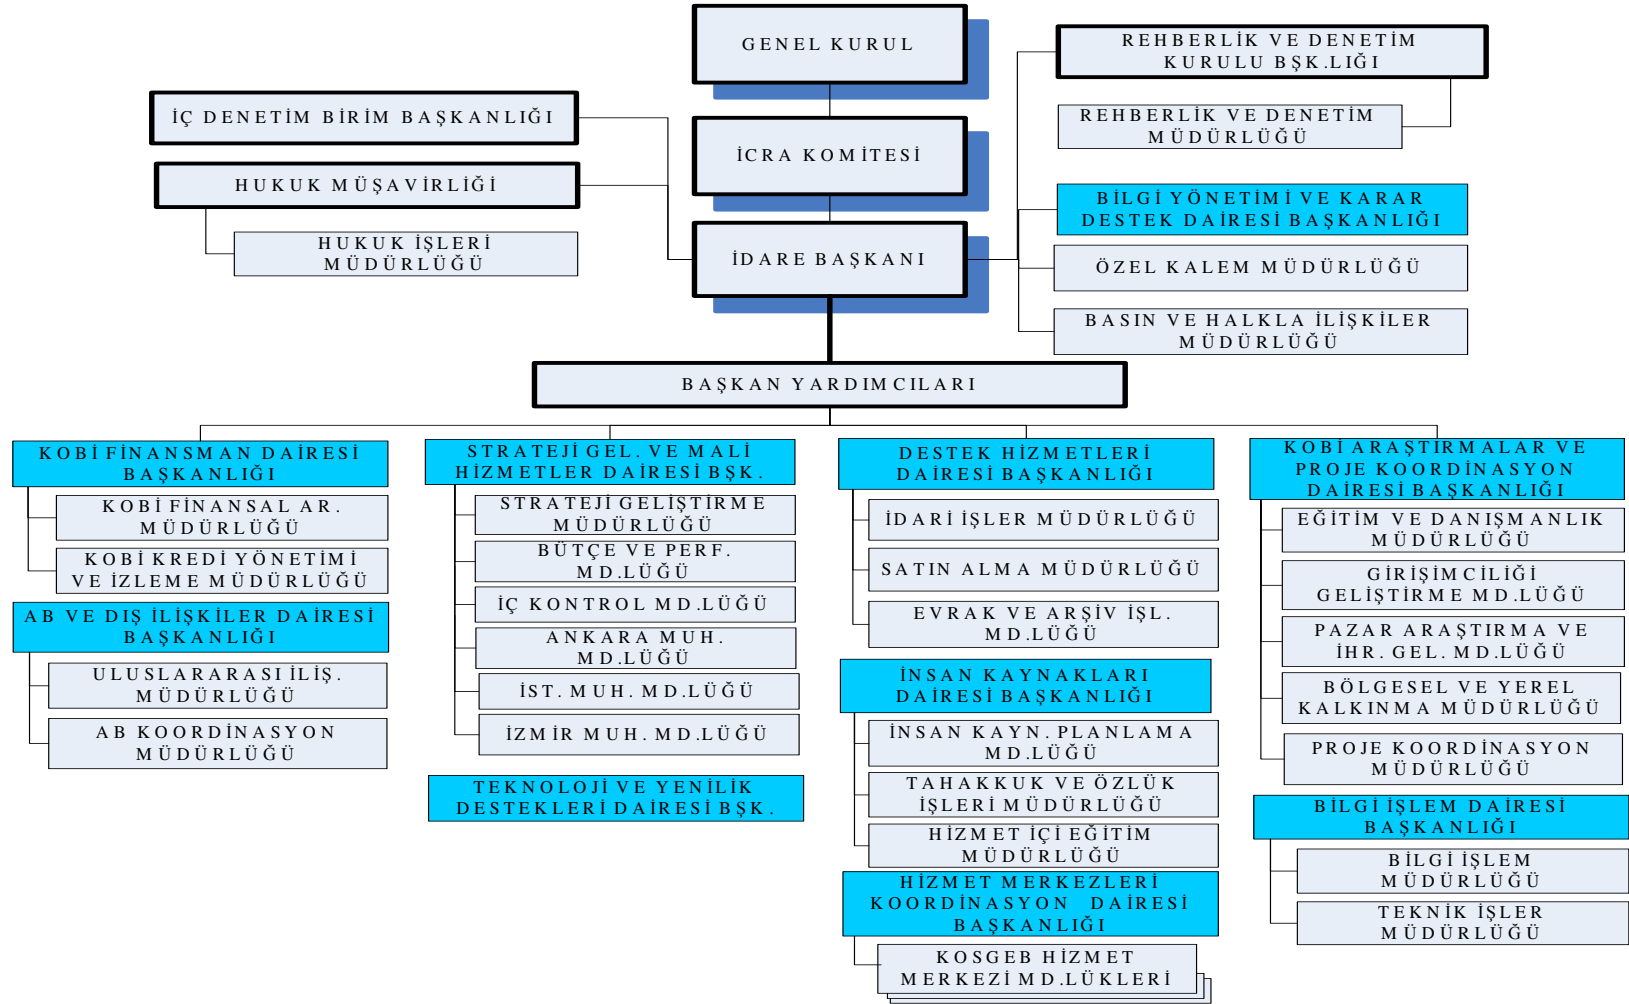 GENEL KURUL
REHBERLİK VE DENETİM
KURULU BŞK.LIĞI
İÇ DENETİM BİRİM BAŞKANLIĞI
REHBERLİK VE DENETİM
MÜDÜRLÜĞÜ
İCRA KOMİTESİ
HUKUK MÜŞAVİRLİĞİ
BİLGİ YÖNETİMİ VE KARAR
DESTEK DAİRESİ BAŞKANLIĞI
HUKUK İŞLERİ
MÜDÜRLÜĞÜ
İDARE BAŞKANI
ÖZEL KALEM MÜDÜRLÜĞÜ
BASIN VE HALKLA İLİŞKİLER
MÜDÜRLÜĞÜ
BAŞKAN YARDIMCILARI
KOBİ FİNANSMAN DAİRESİ
BAŞKANLIĞI
KOBİ FİNANSAL AR.
MÜDÜRLÜĞÜ
KOBİ KREDİ YÖNETİMİ
VE İZLEME MÜDÜRLÜĞÜ
AB VE DIŞ İLİŞKİLER DAİRESİ
BAŞKANLIĞI
ULUSLARARASI İLİŞ.
MÜDÜRLÜĞÜ
AB KOORDİNASYON
MÜDÜRLÜĞÜ
STRATEJİ GEL. VE MALİ
HİZMETLER DAİRESİ BŞK.
STRATEJİ GELİŞTİRME
MÜDÜRLÜĞÜ
BÜTÇE VE PERF.
MD.LÜĞÜ
İÇ KONTROL MD.LÜĞÜ
ANKARA MUH.
MD.LÜĞÜ
İST. MUH. MD.LÜĞÜ
İZMİR MUH. MD.LÜĞÜ
TEKNOLOJİ VE YENİLİK
DESTEKLERİ DAİRESİ BŞK.
DESTEK HİZMETLERİ
DAİRESİ BAŞKANLIĞI
İDARİ İŞLER MÜDÜRLÜĞÜ
SATIN ALMA MÜDÜRLÜĞÜ
EVRAK VE ARŞİV İŞL.
MD.LÜĞÜ
İNSAN KAYNAKLARI
DAİRESİ BAŞKANLIĞI
İNSAN KAYN. PLANLAMA
MD.LÜĞÜ
TAHAKKUK VE ÖZLÜK
İŞLERİ MÜDÜRLÜĞÜ
HİZMET İÇİ EĞİTİM
MÜDÜRLÜĞÜ
HİZMET MERKEZLERİ
KOORDİNASYON DAİRESİ
BAŞKANLIĞI
KOSGEB HİZMET
MERKEZİ MD.LÜKLERİ
KOBİ ARAŞTIRMALAR VE
PROJE KOORDİNASYON
DAİRESİ BAŞKANLIĞI
EĞİTİM VE DANIŞMANLIK
MÜDÜRLÜĞÜ
GİRİŞİMCİLİĞİ
GELİŞTİRME MD.LÜĞÜ
PAZAR ARAŞTIRMA VE
İHR. GEL. MD.LÜĞÜ
BÖLGESEL VE YEREL
KALKINMA MÜDÜRLÜĞÜ
PROJE KOORDİNASYON
MÜDÜRLÜĞÜ
BİLGİ İŞLEM DAİRESİ
BAŞKANLIĞI
BİLGİ İŞLEM
MÜDÜRLÜĞÜ
TEKNİK İŞLER
MÜDÜRLÜĞÜ